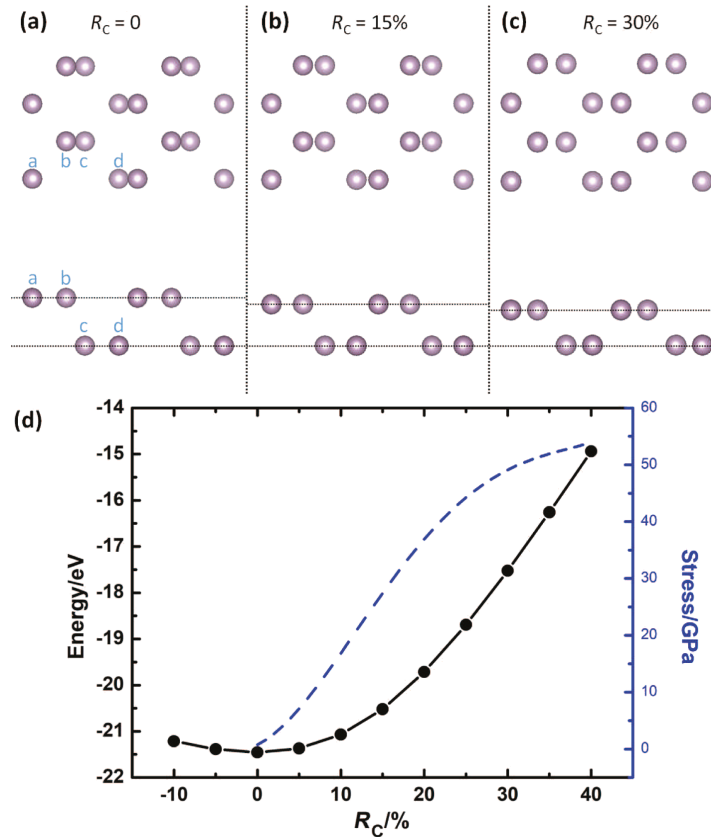 (a) R_C = 0
(b) R_C = 15%
(c) R_C = 30%
a b c d
a b
c d
(d)
-14
-15
-16
-17
-18
-19
-20
-21
-22
Energy/eV
60
50
40
30
20
10
0
Stress/GPa
-10 0 10 20 30 40
R_C/%